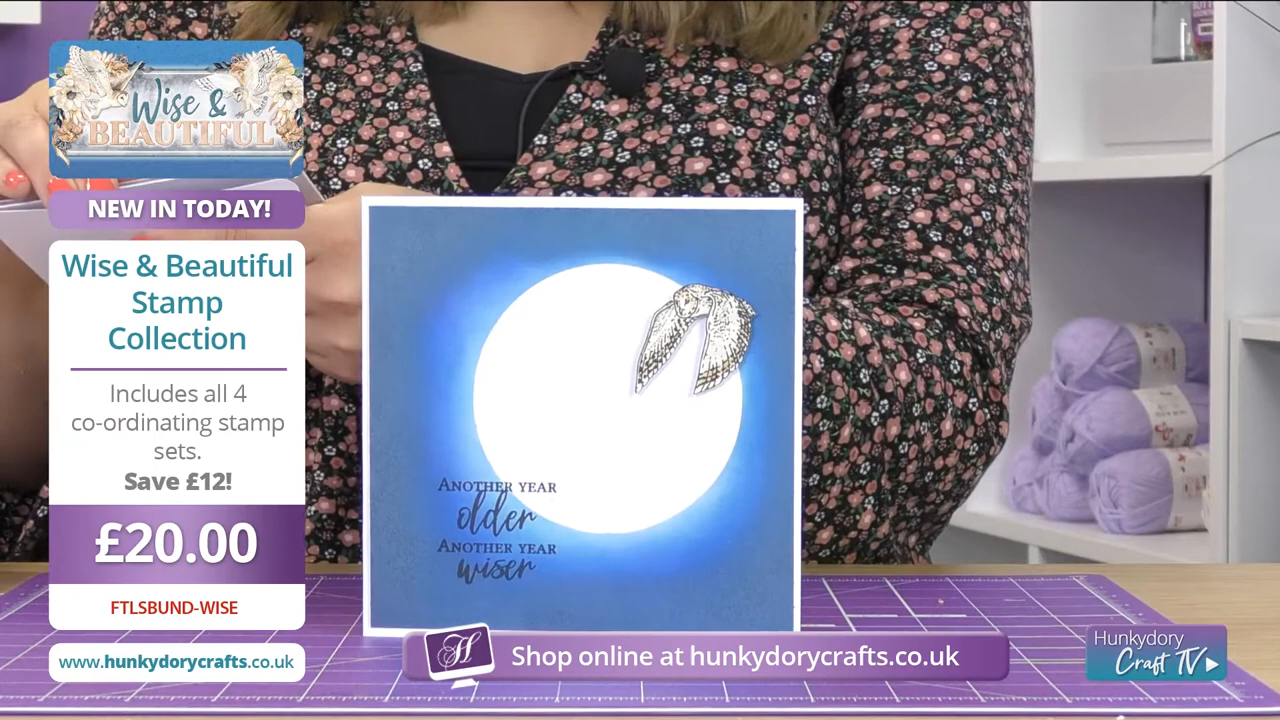 Wise &
BEAUTIFUL
NEW IN TODAY!
Wise & Beautiful
Stamp
Collection
Includes all 4
co-ordinating stamp
sets.
Save £12!
£20.00
FTLSBUND-WISE
www.hunkydorycrafts.co.uk
ANOTHER YEAR
older
ANOTHER YEAR
wiser
H
Shop online at hunkydorycrafts.co.uk
Hunkydory
Craft TV